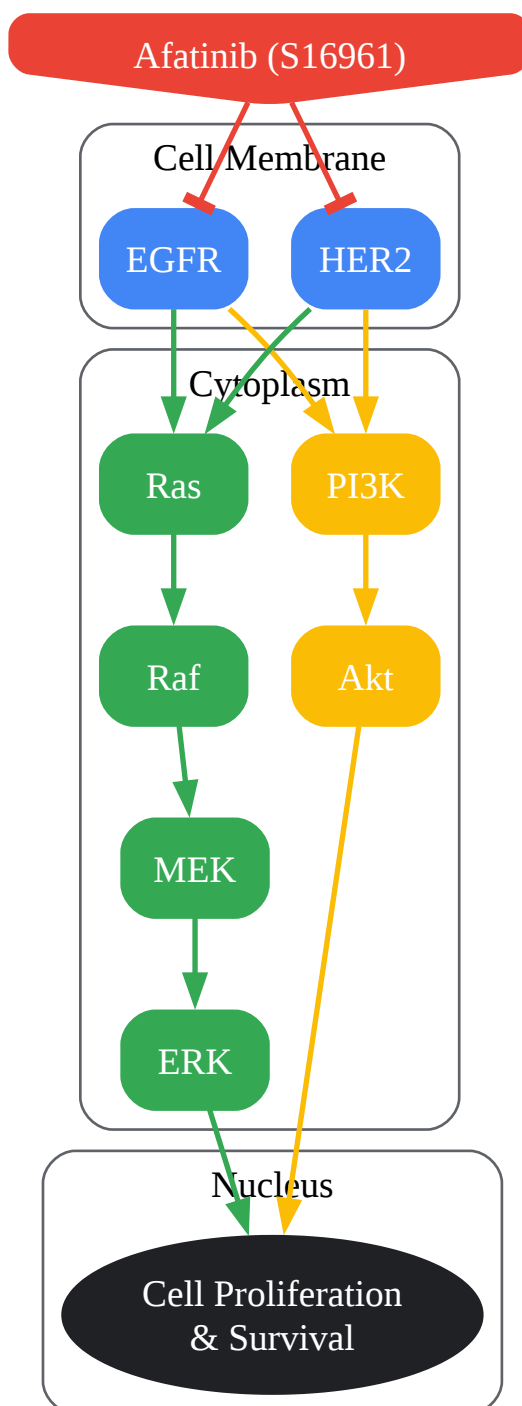 Afatinib (S16961)
Cell Membrane
EGFR
HER2
Cytoplasm
Ras
PI3K
Raf
Akt
MEK
ERK
Nucleus
Cell Proliferation
& Survival